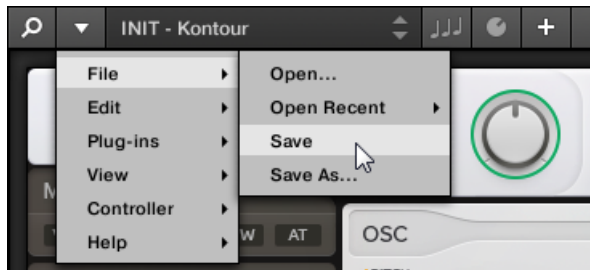 INIT - Kontour
File
Edit
Plug-ins
View
Controller
Help
Open...
Open Recent
Save
Save As...
M
W
AT
OSC